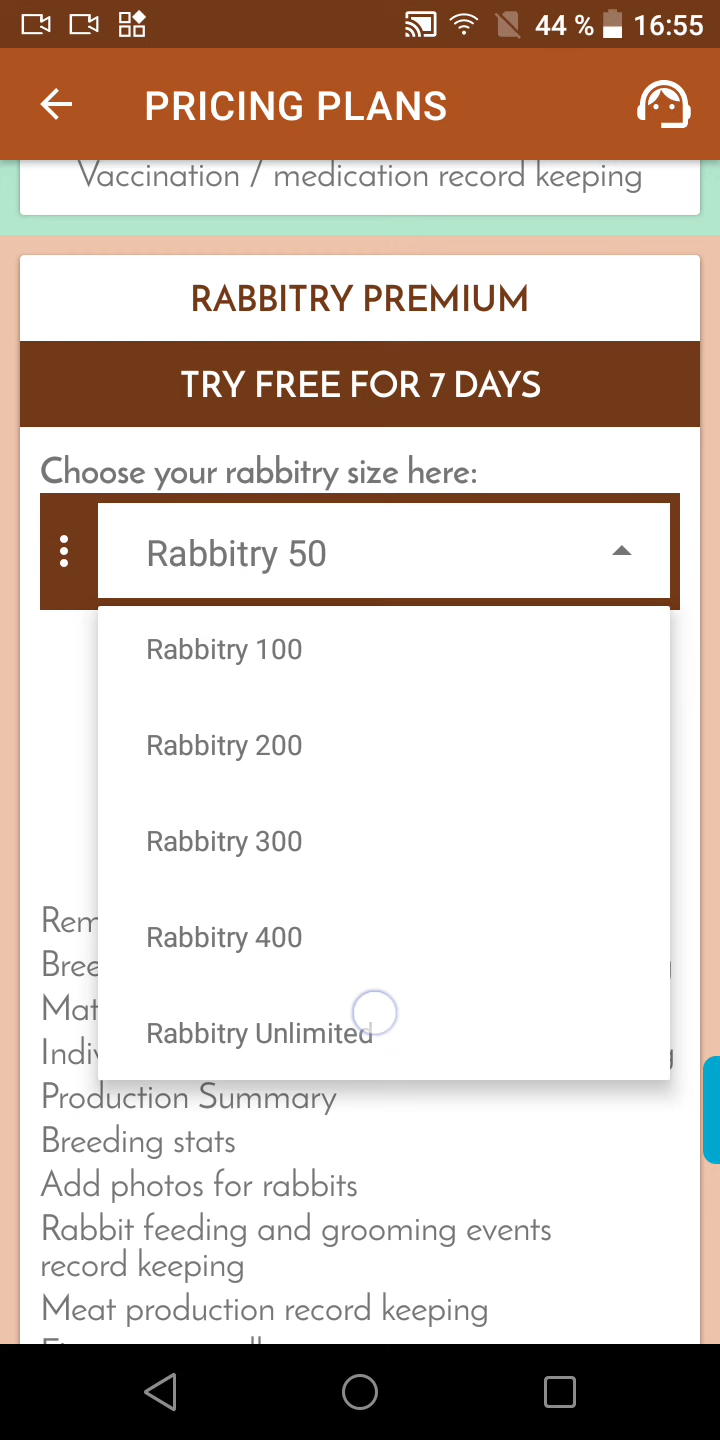 44 % 16:55
PRICING PLANS
Vaccination / medication record keeping
RABBITRY PREMIUM
TRY FREE FOR 7 DAYS
Choose your rabbitry size here:
Rabbitry 50
Rabbitry 100
Rabbitry 200
Rabbitry 300
Rabbitry 400
Rabbitry Unlimited
Production Summary
Breeding stats
Add photos for rabbits
Rabbit feeding and grooming events
record keeping
Meat production record keeping